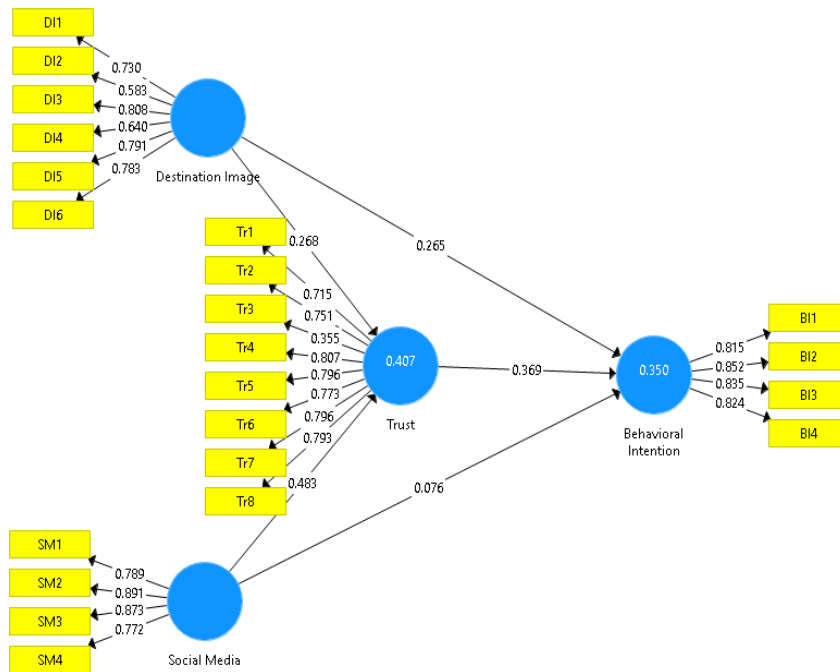 DI1
DI2
DI3
DI4
DI5
DI6
0.730
0.583
0.808
0.640
0.791
0.783
Destination Image
0.268
0.265
Tr1
Tr2
Tr3
Tr4
Tr5
Tr6
Tr7
Tr8
0.715
0.751
0.355
0.807
0.796
0.773
0.796
0.793
0.407
Trust
0.369
0.350
Behavioral
Intention
0.815
0.852
0.835
0.824
BI1
BI2
BI3
BI4
0.483
0.076
SM1
SM2
SM3
SM4
0.789
0.891
0.873
0.772
Social Media